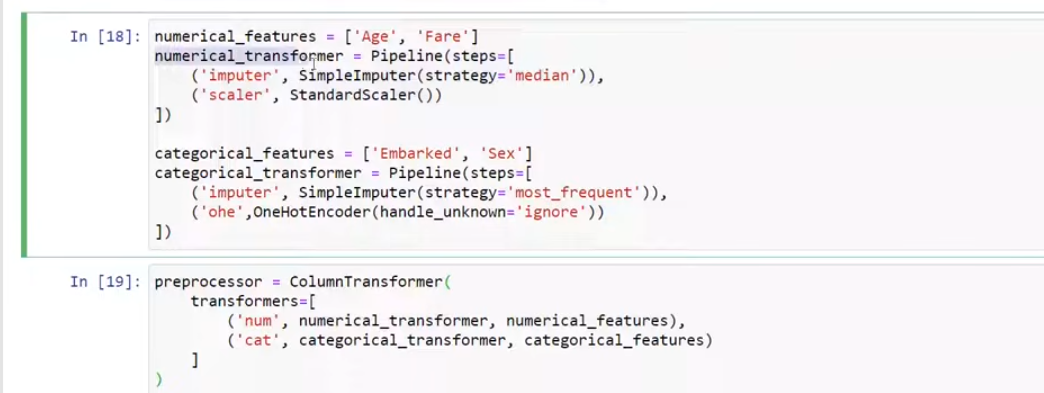 In [18]: numerical_features = ['Age', 'Fare']
numerical_transformer = Pipeline(steps=[
    ('imputer', SimpleImputer(strategy='median')),
    ('scaler', StandardScaler())
])

categorical_features = ['Embarked', 'Sex']
categorical_transformer = Pipeline(steps=[
    ('imputer', SimpleImputer(strategy='most_frequent')),
    ('ohe',OneHotEncoder(handle_unknown='ignore'))
])
In [19]: preprocessor = ColumnTransformer(
    transformers=[
        ('num', numerical_transformer, numerical_features),
        ('cat', categorical_transformer, categorical_features)
    ]
)